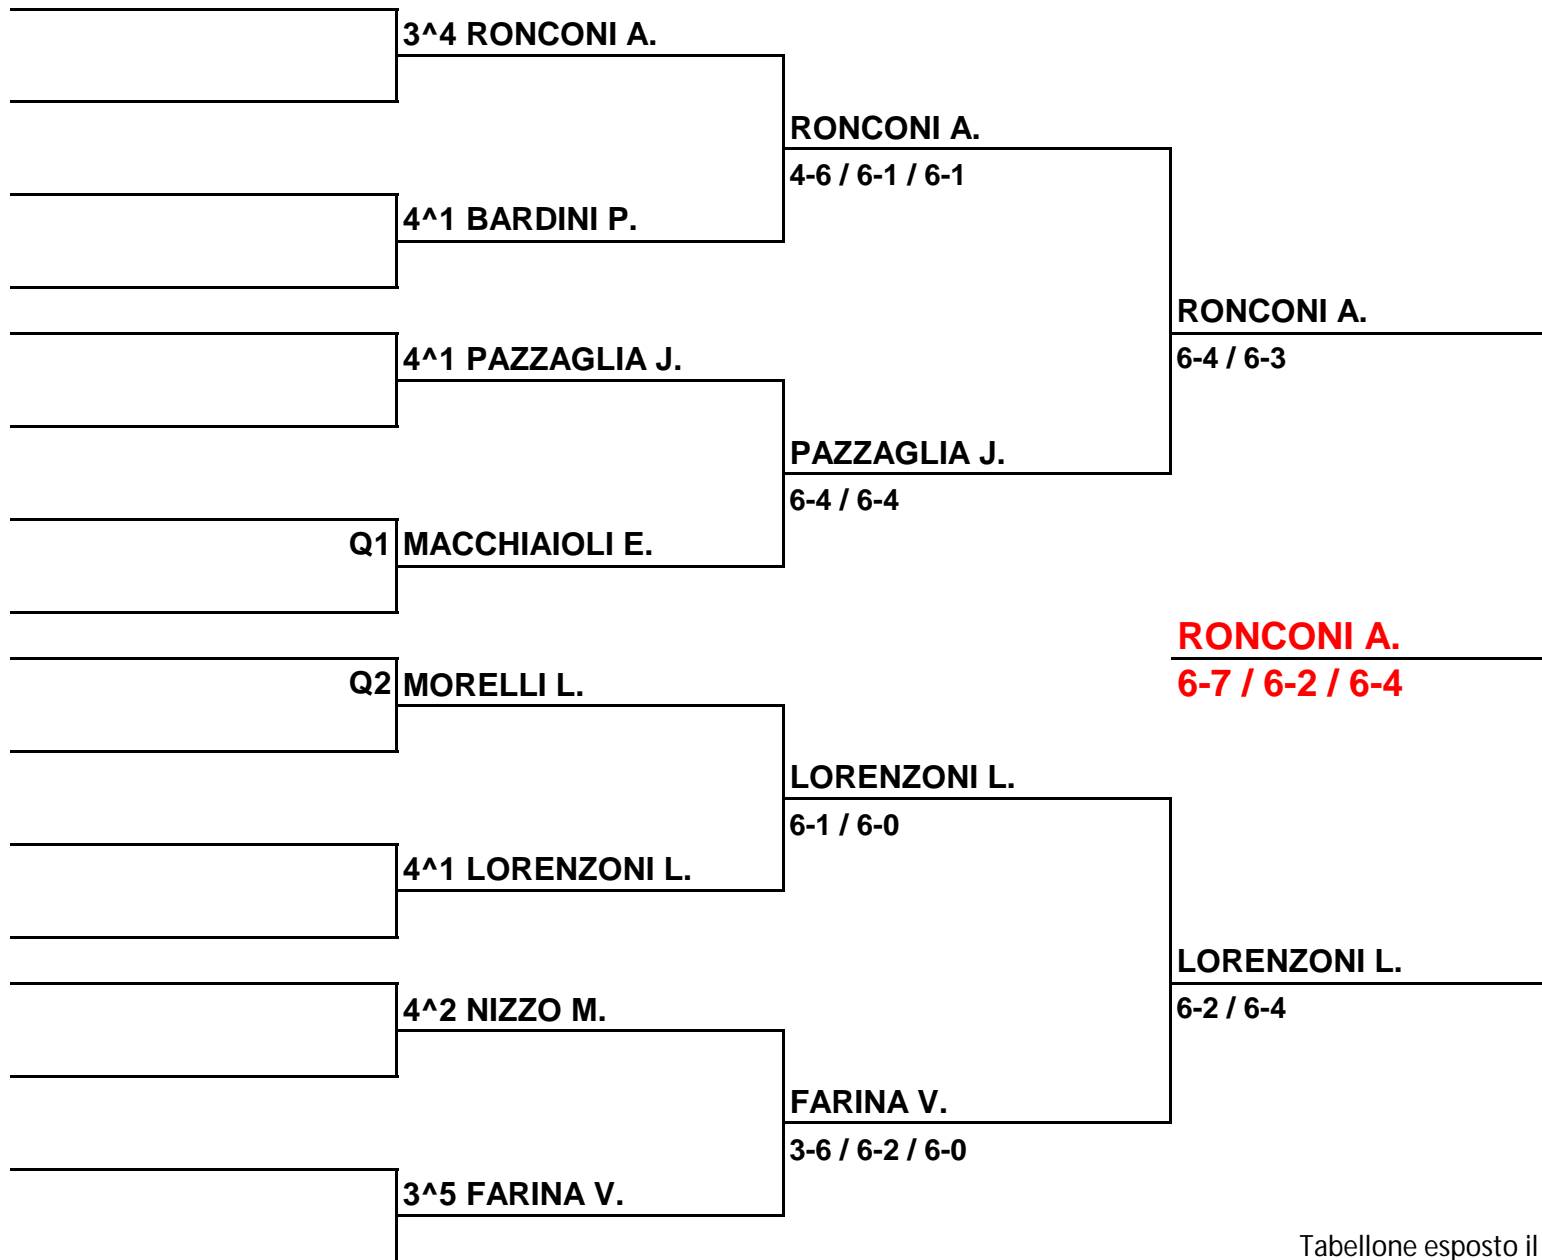 3^4 RONCONI A.
RONCONI A.
4-6 / 6-1 / 6-1
4^1 BARDINI P.
RONCONI A.
6-4 / 6-3
4^1 PAZZAGLIA J.
PAZZAGLIA J.
6-4 / 6-4
Q1 MACCHIAIOLI E.
RONCONI A.
6-7 / 6-2 / 6-4
Q2 MORELLI L.
LORENZONI L.
6-1 / 6-0
4^1 LORENZONI L.
LORENZONI L.
6-2 / 6-4
4^2 NIZZO M.
FARINA V.
3-6 / 6-2 / 6-0
3^5 FARINA V.
Tabellone esposto il